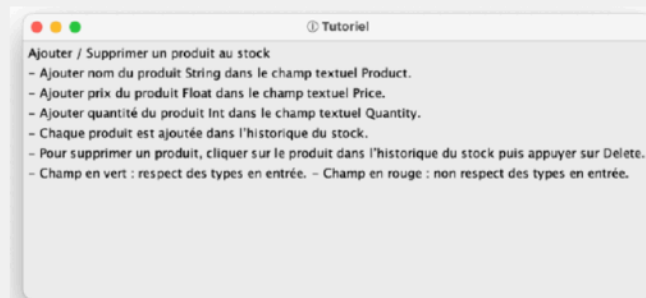 ⓘ Tutoriel
Ajouter / Supprimer un produit au stock
– Ajouter nom du produit String dans le champ textuel Product.
– Ajouter prix du produit Float dans le champ textuel Price.
– Ajouter quantité du produit Int dans le champ textuel Quantity.
– Chaque produit est ajoutée dans l'historique du stock.
– Pour supprimer un produit, cliquer sur le produit dans l'historique du stock puis appuyer sur Delete.
– Champ en vert : respect des types en entrée. – Champ en rouge : non respect des types en entrée.